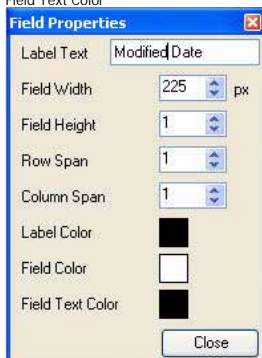 Field Text Color
Field Properties
Label Text Modified Date
Field Width 225 px
Field Height 1
Row Span 1
Column Span 1
Label Color
Field Color
Field Text Color
Close